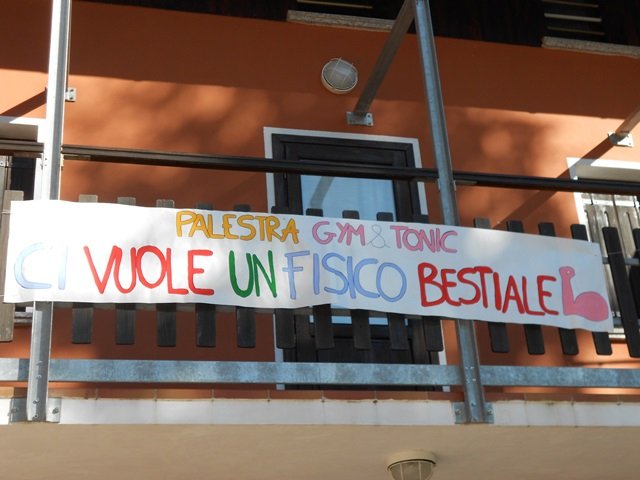 PALESTRA GYM & TONIC
CI VUOLE UN FISICO BESTIALE